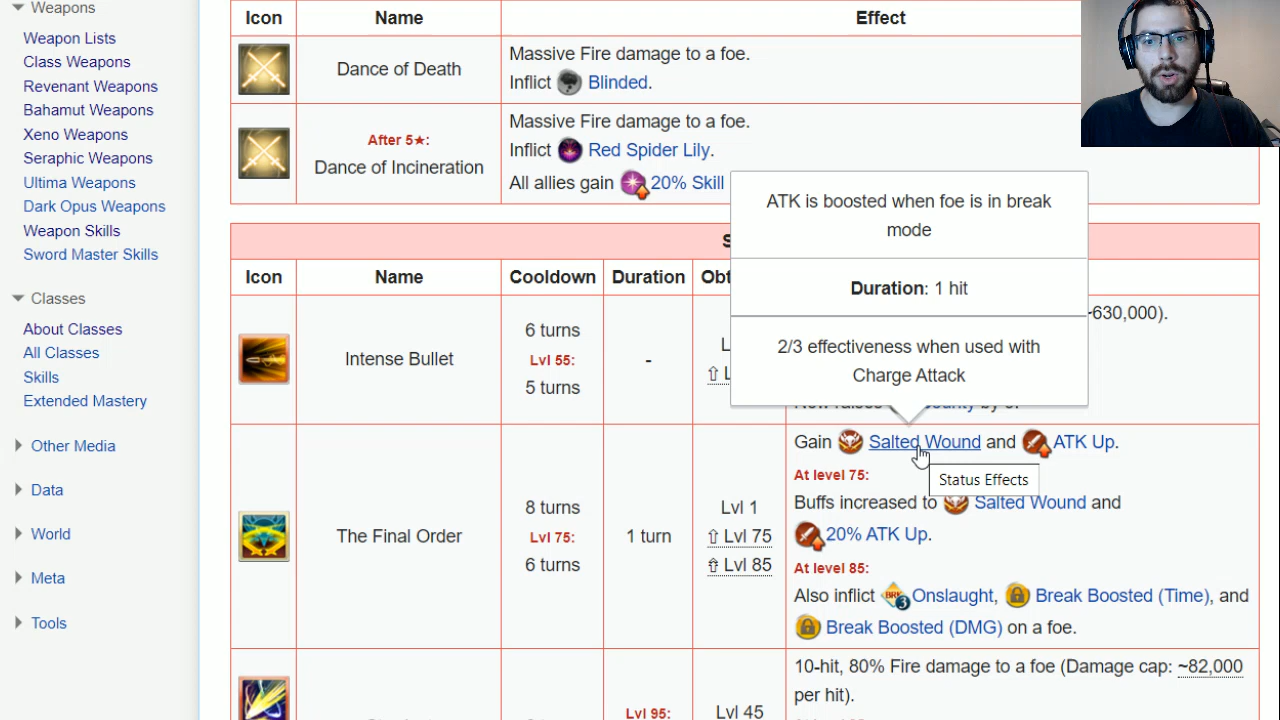 Weapons
Weapon Lists
Class Weapons
Revenant Weapons
Bahamut Weapons
Xeno Weapons
Seraphic Weapons
Ultima Weapons
Dark Opus Weapons
Weapon Skills
Sword Master Skills
Classes
About Classes
All Classes
Skills
Extended Mastery
Other Media
Data
World
Meta
Tools
Icon Name Effect
Dance of Death
Massive Fire damage to a foe.
Inflict Blinded.
After 5★:
Dance of Incineration
Massive Fire damage to a foe.
Inflict Red Spider Lily.
All allies gain 20% Skill
ATK is boosted when foe is in break
mode
Duration: 1 hit
2/3 effectiveness when used with
Charge Attack
Icon Name Cooldown Duration
Intense Bullet
6 turns
Lvl 55:
5 turns
-
~630,000).
The Final Order
8 turns
Lvl 75:
6 turns
1 turn
Lvl 1
⇧ Lvl 75
⇧ Lvl 85
Gain Salted Wound and ATK Up.
Status Effects
At level 75:
Buffs increased to Salted Wound and
20% ATK Up.
At level 85:
Also inflict BRK 3 Onslaught, Break Boosted (Time), and
Break Boosted (DMG) on a foe.
Lvl 95:
Lvl 45
10-hit, 80% Fire damage to a foe (Damage cap: ~82,000
per hit).